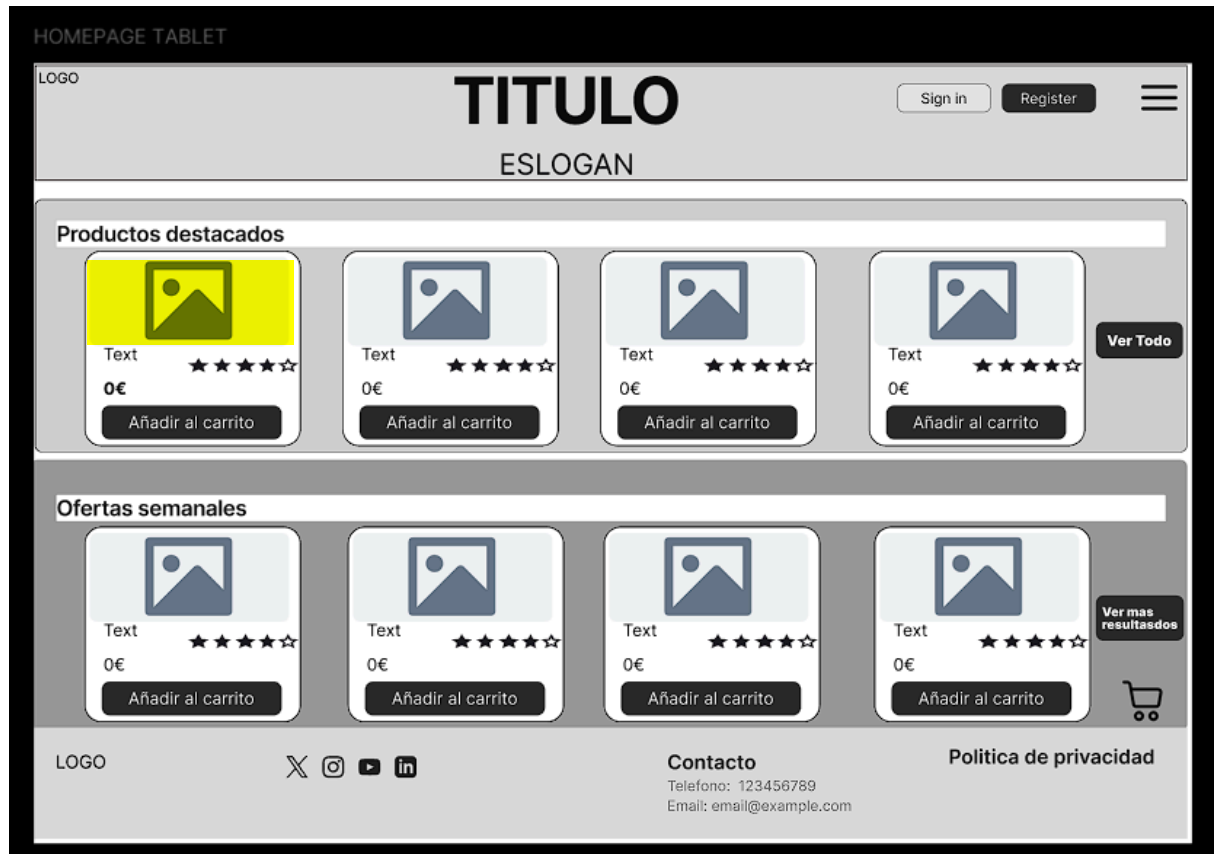 HOMEPAGE TABLET
LOGO
TITULO
Sign in
Register
ESLOGAN
Productos destacados
Text
Text
Text
Text
0€
0€
0€
0€
Añadir al carrito
Añadir al carrito
Añadir al carrito
Añadir al carrito
Ver Todo
Ofertas semanales
Text
Text
Text
Text
0€
0€
0€
0€
Añadir al carrito
Añadir al carrito
Añadir al carrito
Añadir al carrito
Ver mas
resultasdos
LOGO
Contacto
Telefono: 123456789
Email: email@example.com
Politica de privacidad